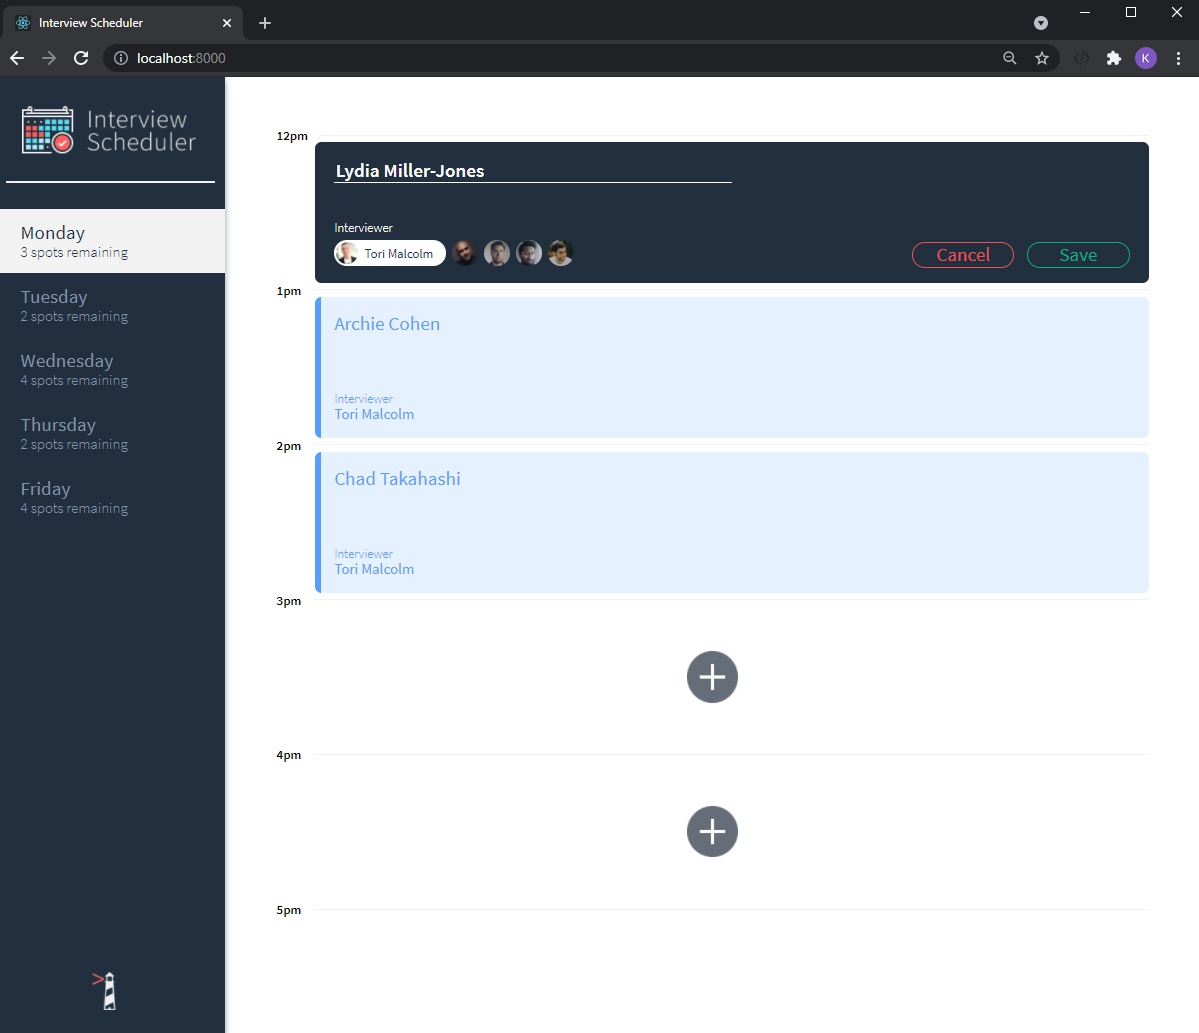 Interview Scheduler
localhost:8000
K
Interview
Scheduler
Monday
3 spots remaining
Tuesday
2 spots remaining
Wednesday
4 spots remaining
Thursday
2 spots remaining
Friday
4 spots remaining
12pm
Lydia Miller-Jones
Interviewer
Tori Malcolm
Cancel
Save
1pm
Archie Cohen
Interviewer
Tori Malcolm
2pm
Chad Takahashi
Interviewer
Tori Malcolm
3pm
4pm
5pm